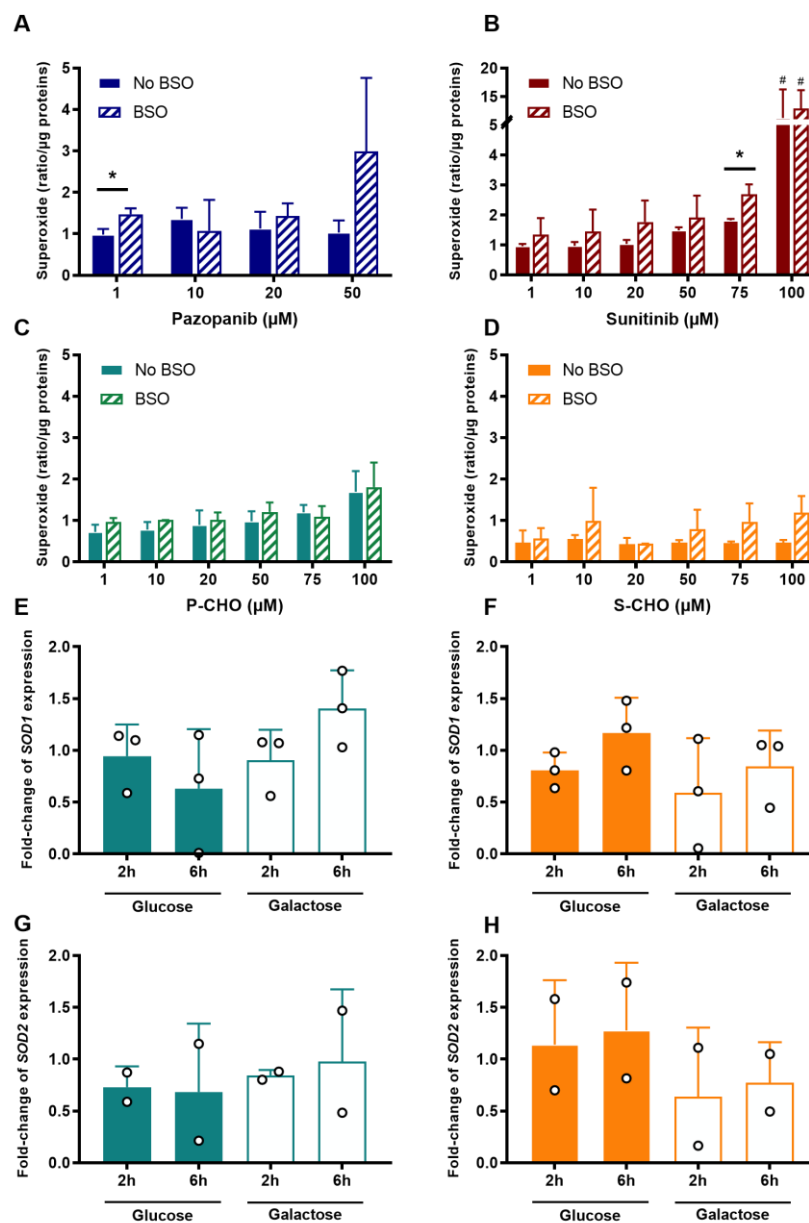 A
Superoxide (ratio/µg proteins)
5
4
3
2
1
0
No BSO
BSO
*
1 10 20 50
Pazopanib (µM)
B
Superoxide (ratio/µg proteins)
20
10
5
4
3
2
1
0
No BSO
BSO
*
# #
1 10 20 50 75 100
Sunitinib (µM)
C
Superoxide (ratio/µg proteins)
5
4
3
2
1
0
No BSO
BSO
1 10 20 50 75 100
P-CHO (µM)
D
Superoxide (ratio/µg proteins)
5
4
3
2
1
0
No BSO
BSO
1 10 20 50 75 100
S-CHO (µM)
E
Fold-change of SOD1 expression
2.0
1.5
1.0
0.5
0.0
2h 6h 2h 6h
Glucose Galactose
F
Fold-change of SOD1 expression
2.0
1.5
1.0
0.5
0.0
2h 6h 2h 6h
Glucose Galactose
G
Fold-change of SOD2 expression
2.0
1.5
1.0
0.5
0.0
2h 6h 2h 6h
Glucose Galactose
H
Fold-change of SOD2 expression
2.0
1.5
1.0
0.5
0.0
2h 6h 2h 6h
Glucose Galactose